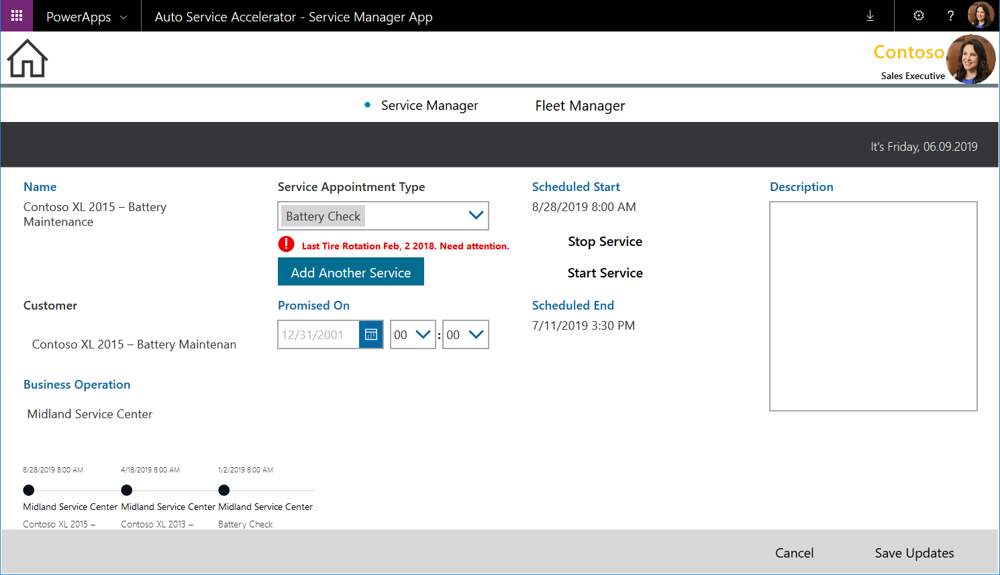 PowerApps
Auto Service Accelerator - Service Manager App
?
Contoso
Sales Executive
Service Manager
Fleet Manager
It's Friday, 06.09.2019
Name
Contoso XL 2015 – Battery
Maintenance
Service Appointment Type
Battery Check
! Last Tire Rotation Feb, 2 2018. Need attention.
Add Another Service
Scheduled Start
8/28/2019 8:00 AM
Stop Service
Start Service
Description
Customer
Contoso XL 2015 – Battery Maintenan
Promised On
12/31/2001
00 : 00
Scheduled End
7/11/2019 3:30 PM
Business Operation
Midland Service Center
8/28/2019 8:00 AM
Midland Service Center
Contoso XL 2015 –
4/18/2019 8:00 AM
Midland Service Center
Contoso XL 2013 –
1/2/2019 8:00 AM
Midland Service Center
Battery Check
Cancel
Save Updates